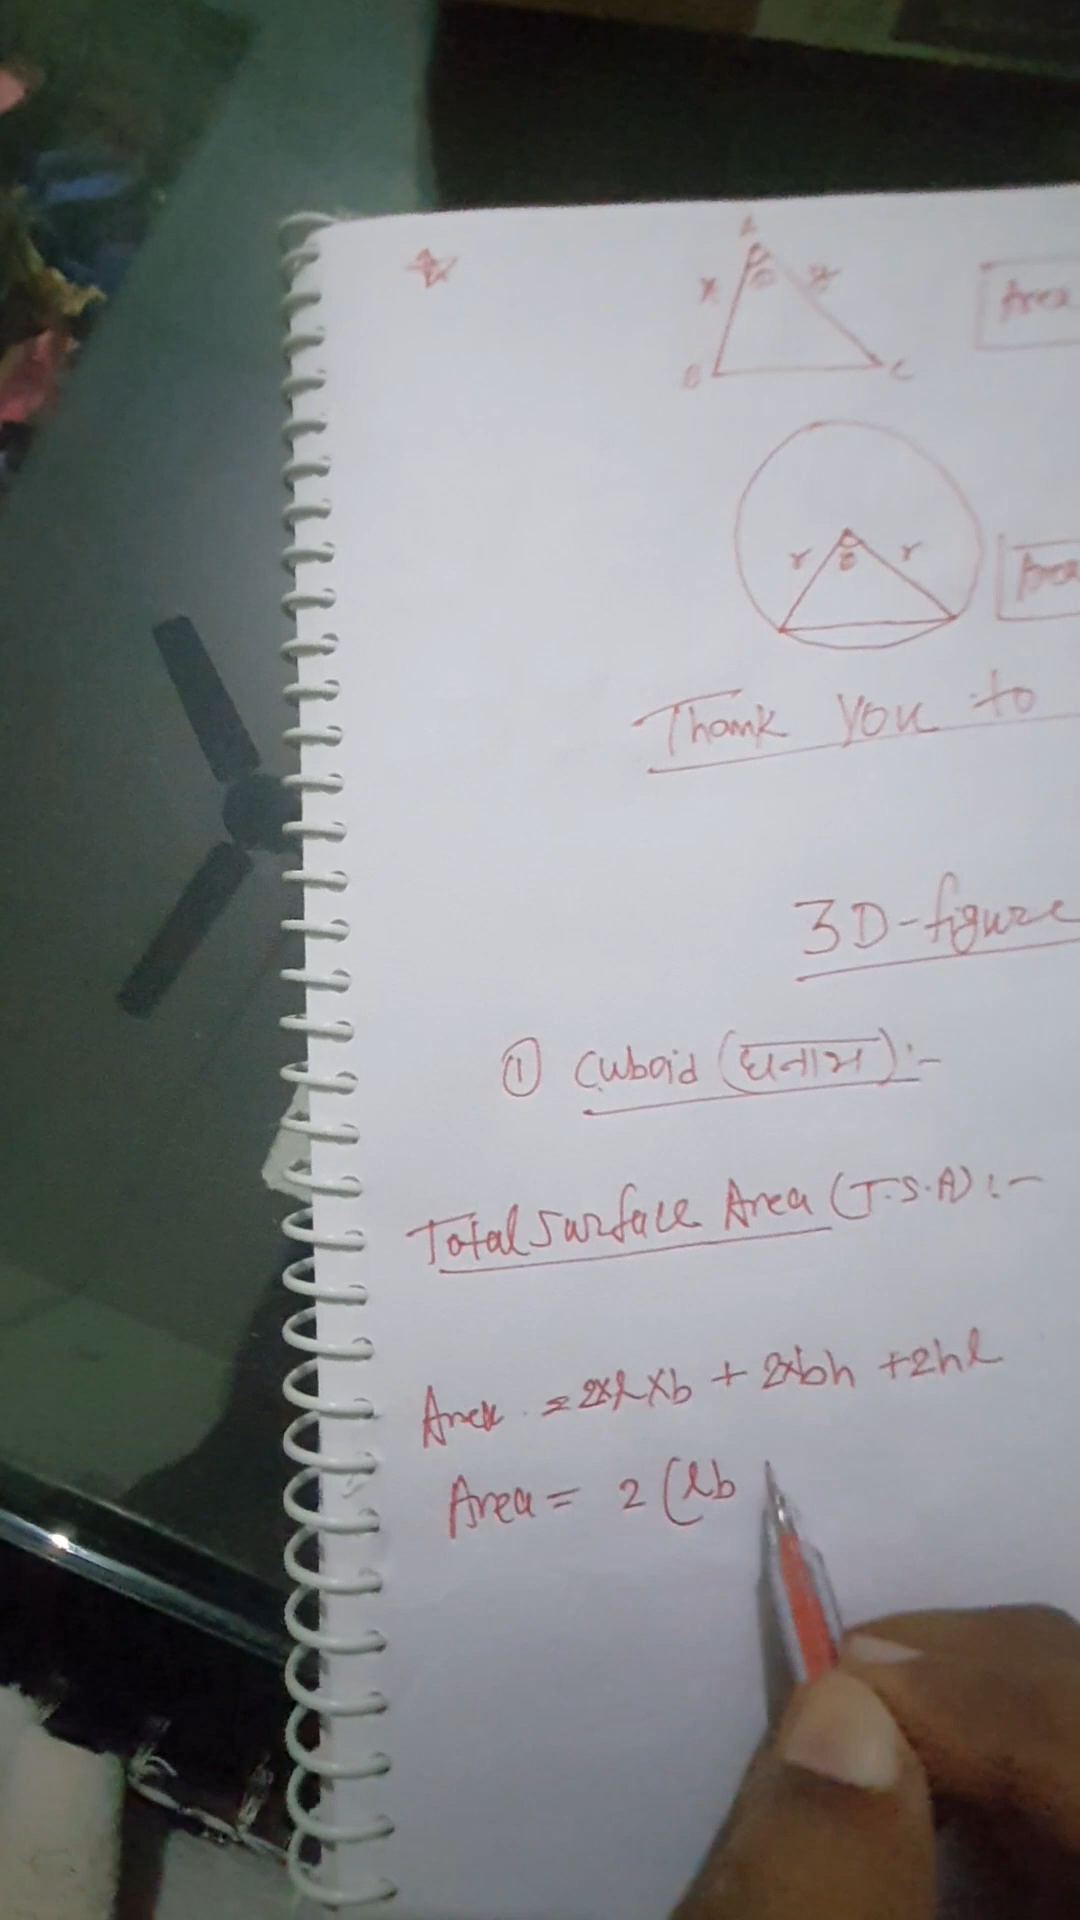 A
x
Area
B
C
r
θ
r
Area
Thank you to
3D-figure
① Cuboid (घनाभ):-
Total Surface Area (T.S.A):-
Area = 2×l×b + 2×bh + 2hl
Area = 2 (lb